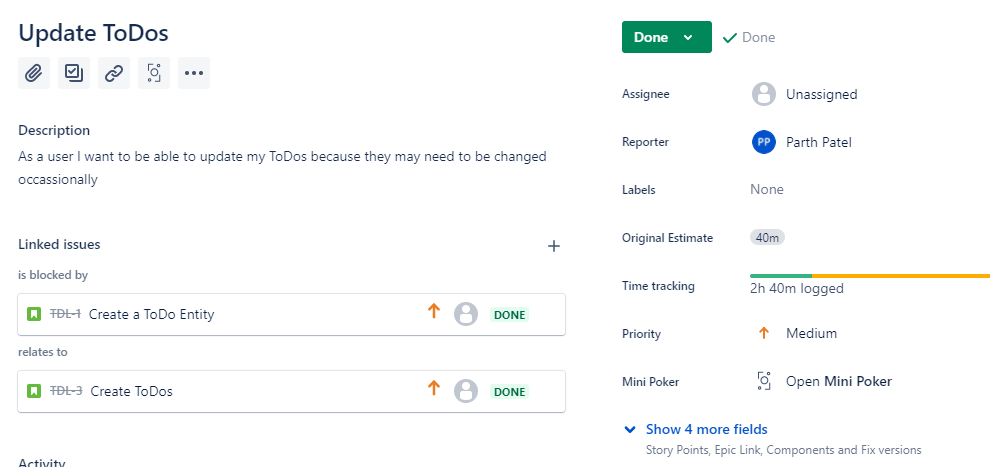 Update ToDos
Description
As a user I want to be able to update my ToDos because they may need to be changed
occassionally
Linked issues
is blocked by
TDL-1 Create a ToDo Entity DONE
relates to
TDL-3 Create ToDos DONE
Activity
Done Done
Assignee Unassigned
Reporter PP Parth Patel
Labels None
Original Estimate 40m
Time tracking 2h 40m logged
Priority Medium
Mini Poker Open Mini Poker
Show 4 more fields
Story Points, Epic Link, Components and Fix versions